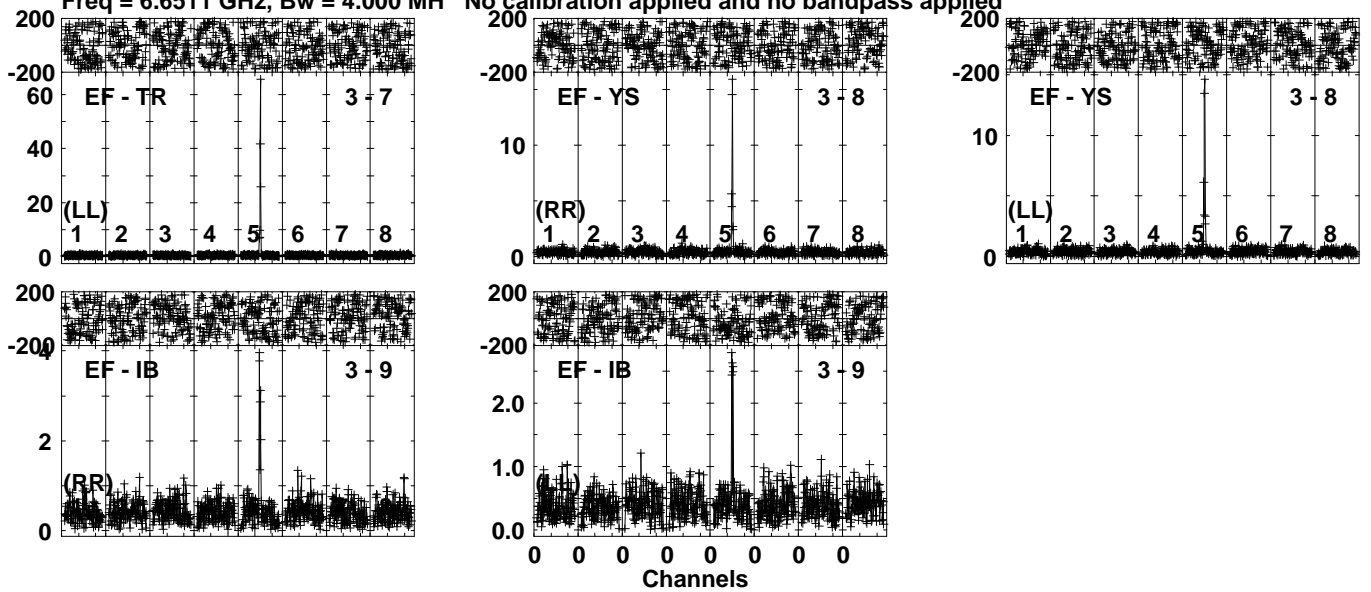 Freq = 6.6511 GHz, Bw = 4.000 MH No calibration applied and no bandpass applied
200 200 200
-200 -200 -200
EF - TR 3 - 7 EF - YS 3 - 8 EF - YS 3 - 8
60
40 10 10
20
(LL) (RR) (LL)
1 2 3 4 5 6 7 8 1 2 3 4 5 6 7 8 1 2 3 4 5 6 7 8
0 0 0
200 200
-200 -200
4
EF - IB 3 - 9 EF - IB 3 - 9
2.0
2
1.0
(RR) (LL)
0 0.0
0 0 0 0 0 0 0 0
Channels